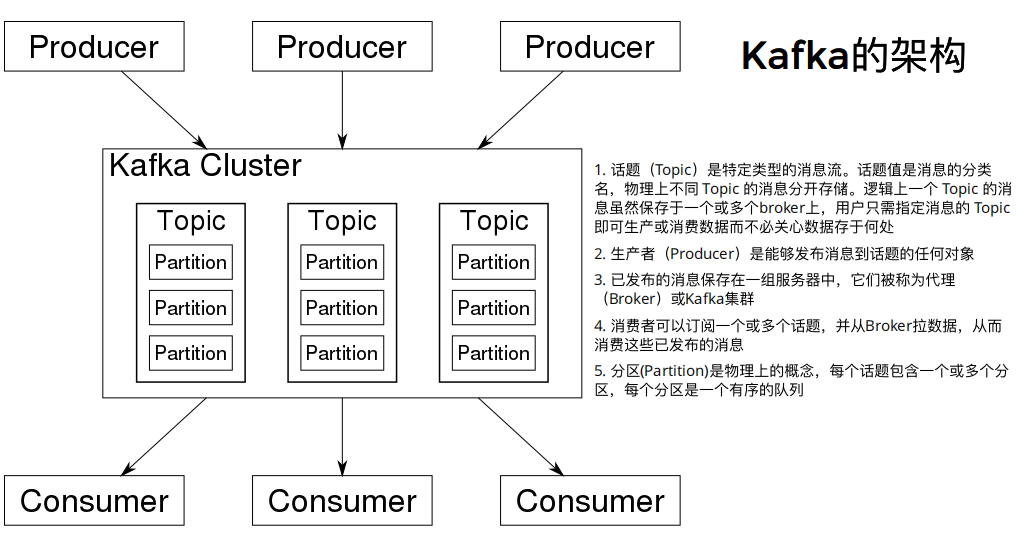 Producer
Producer
Producer
Kafka的架构
Kafka Cluster
Topic
Partition
Partition
Partition
Topic
Partition
Partition
Partition
Topic
Partition
Partition
Partition
1. 话题（Topic）是特定类型的消息流。话题值是消息的分类
名，物理上不同 Topic 的消息分开存储。逻辑上一个 Topic 的消
息虽然保存于一个或多个broker上，用户只需指定消息的 Topic
即可生产或消费数据而不必关心数据存于何处
2. 生产者（Producer）是能够发布消息到话题的任何对象
3. 已发布的消息保存在一组服务器中，它们被称为代理
（Broker）或Kafka集群
4. 消费者可以订阅一个或多个话题，并从Broker拉数据，从而
消费这些已发布的消息
5. 分区(Partition)是物理上的概念，每个话题包含一个或多个分
区，每个分区是一个有序的队列
Consumer
Consumer
Consumer